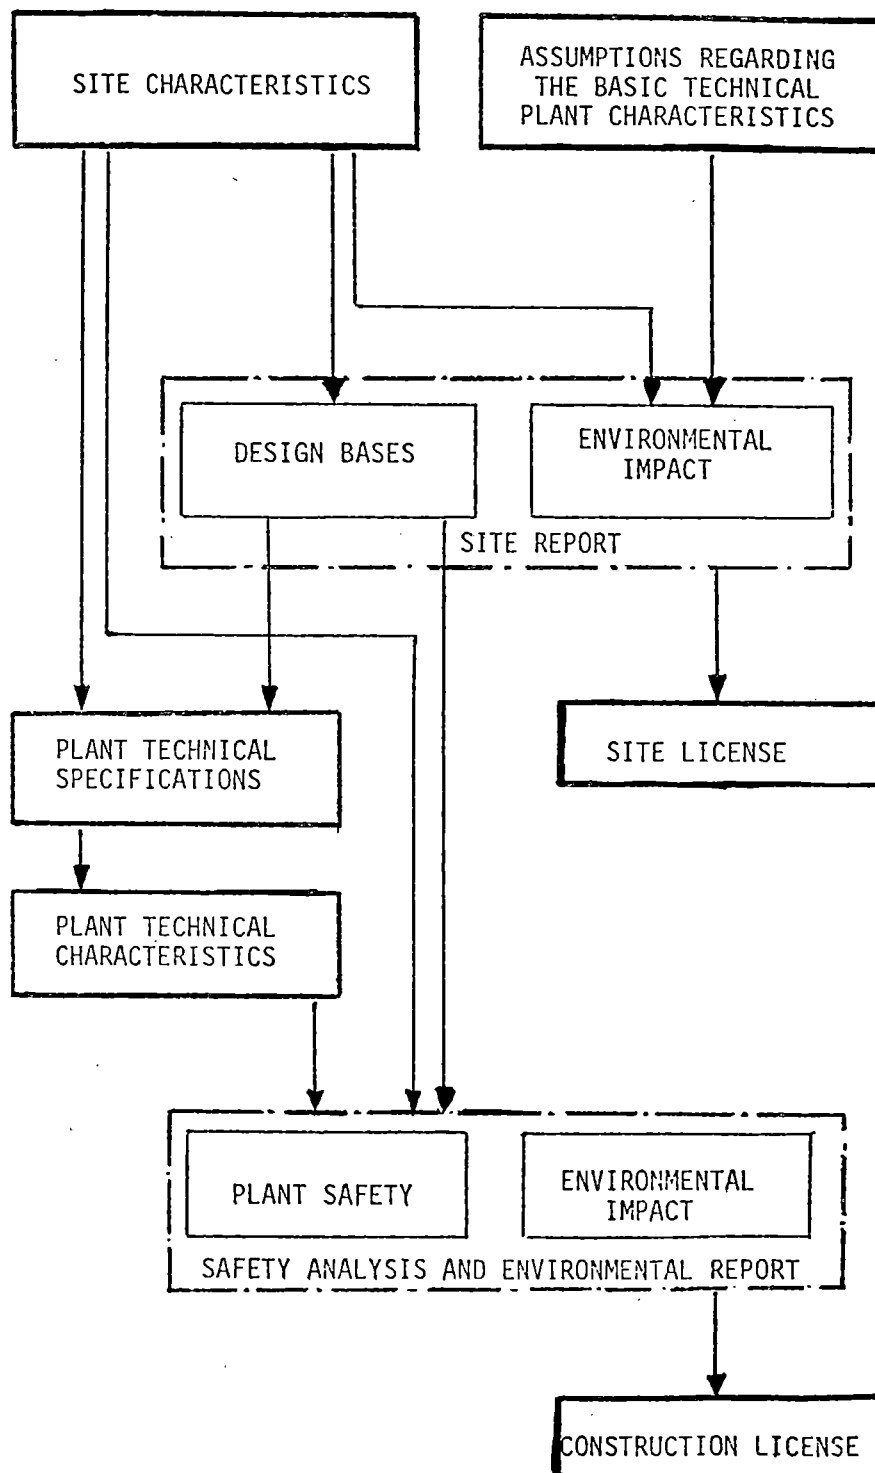 SITE CHARACTERISTICS
ASSUMPTIONS REGARDING
THE BASIC TECHNICAL
PLANT CHARACTERISTICS
DESIGN BASES
ENVIRONMENTAL
IMPACT
SITE REPORT
PLANT TECHNICAL
SPECIFICATIONS
SITE LICENSE
PLANT TECHNICAL
CHARACTERISTICS
PLANT SAFETY
ENVIRONMENTAL
IMPACT
SAFETY ANALYSIS AND ENVIRONMENTAL REPORT
CONSTRUCTION LICENSE